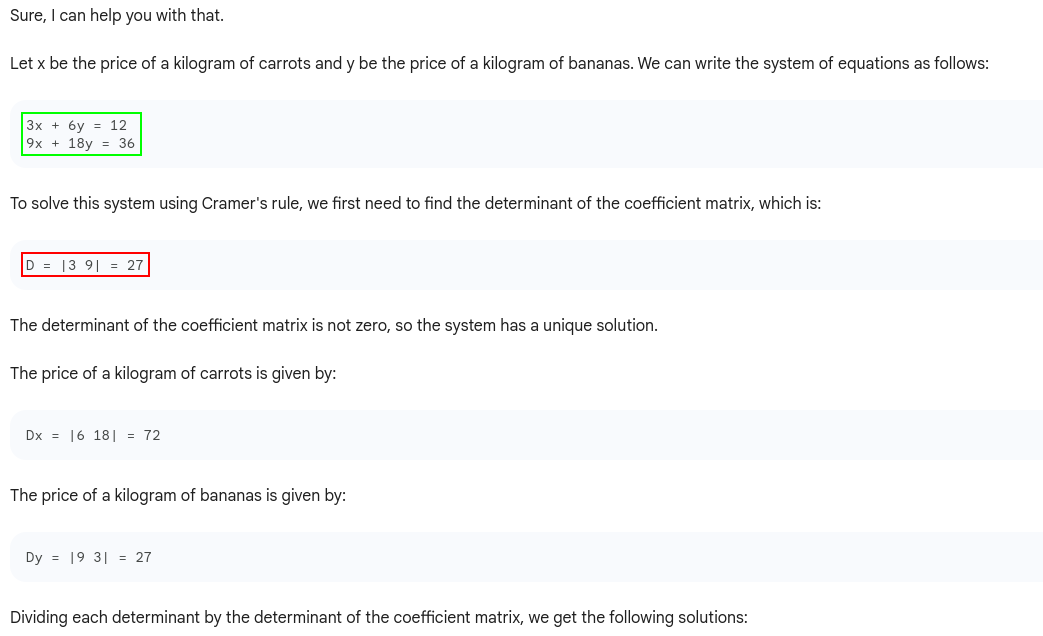 Sure, I can help you with that.
Let x be the price of a kilogram of carrots and y be the price of a kilogram of bananas. We can write the system of equations as follows:
3x + 6y = 12
9x + 18y = 36
To solve this system using Cramer's rule, we first need to find the determinant of the coefficient matrix, which is:
D = |3 9| = 27
The determinant of the coefficient matrix is not zero, so the system has a unique solution.
The price of a kilogram of carrots is given by:
Dx = |6 18| = 72
The price of a kilogram of bananas is given by:
Dy = |9 3| = 27
Dividing each determinant by the determinant of the coefficient matrix, we get the following solutions: